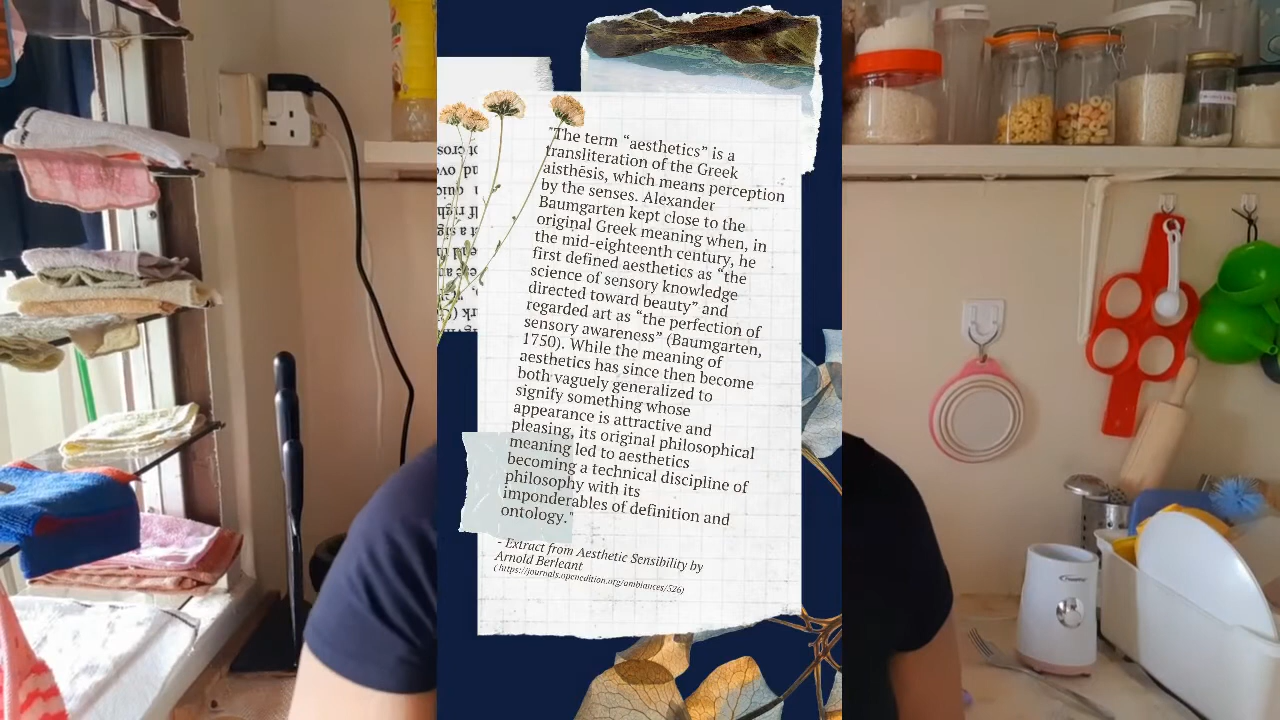 "The term “aesthetics” is a
transliteration of the Greek
aisthēsis, which means perception
by the senses. Alexander
Baumgarten kept close to the
original Greek meaning when, in
the mid-eighteenth century, he
first defined aesthetics as “the
science of sensory knowledge
directed toward beauty” and
regarded art as “the perfection of
sensory awareness” (Baumgarten,
1750). While the meaning of
aesthetics has since then become
both vaguely generalized to
signify something whose
appearance is attractive and
pleasing, its original philosophical
meaning led to aesthetics
becoming a technical discipline of
philosophy with its
imponderables of definition and
ontology."
- Extract from Aesthetic Sensibility by
Arnold Berleant
(https://journals.openedition.org/ambiances/526)